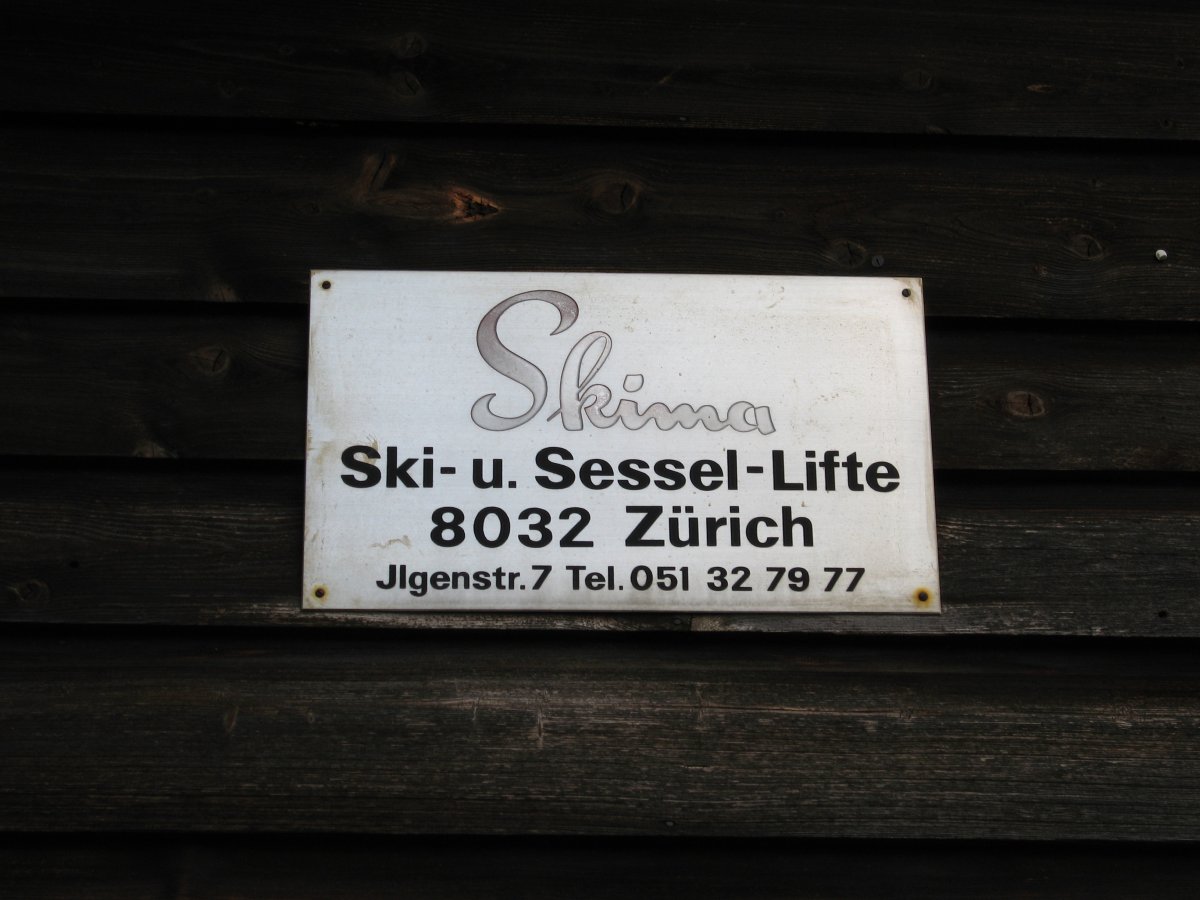 Skima
Ski- u. Sessel-Lifte
8032 Zürich
Jlgenstr. 7 Tel. 051 32 79 77